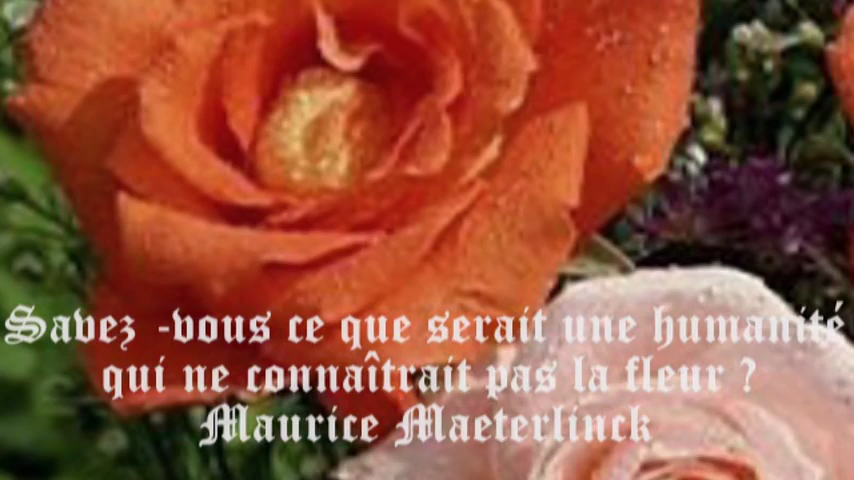 Savez -vous ce que serait une humanité
qui ne connaîtrait pas la fleur ?
Maurice Maeterlinck